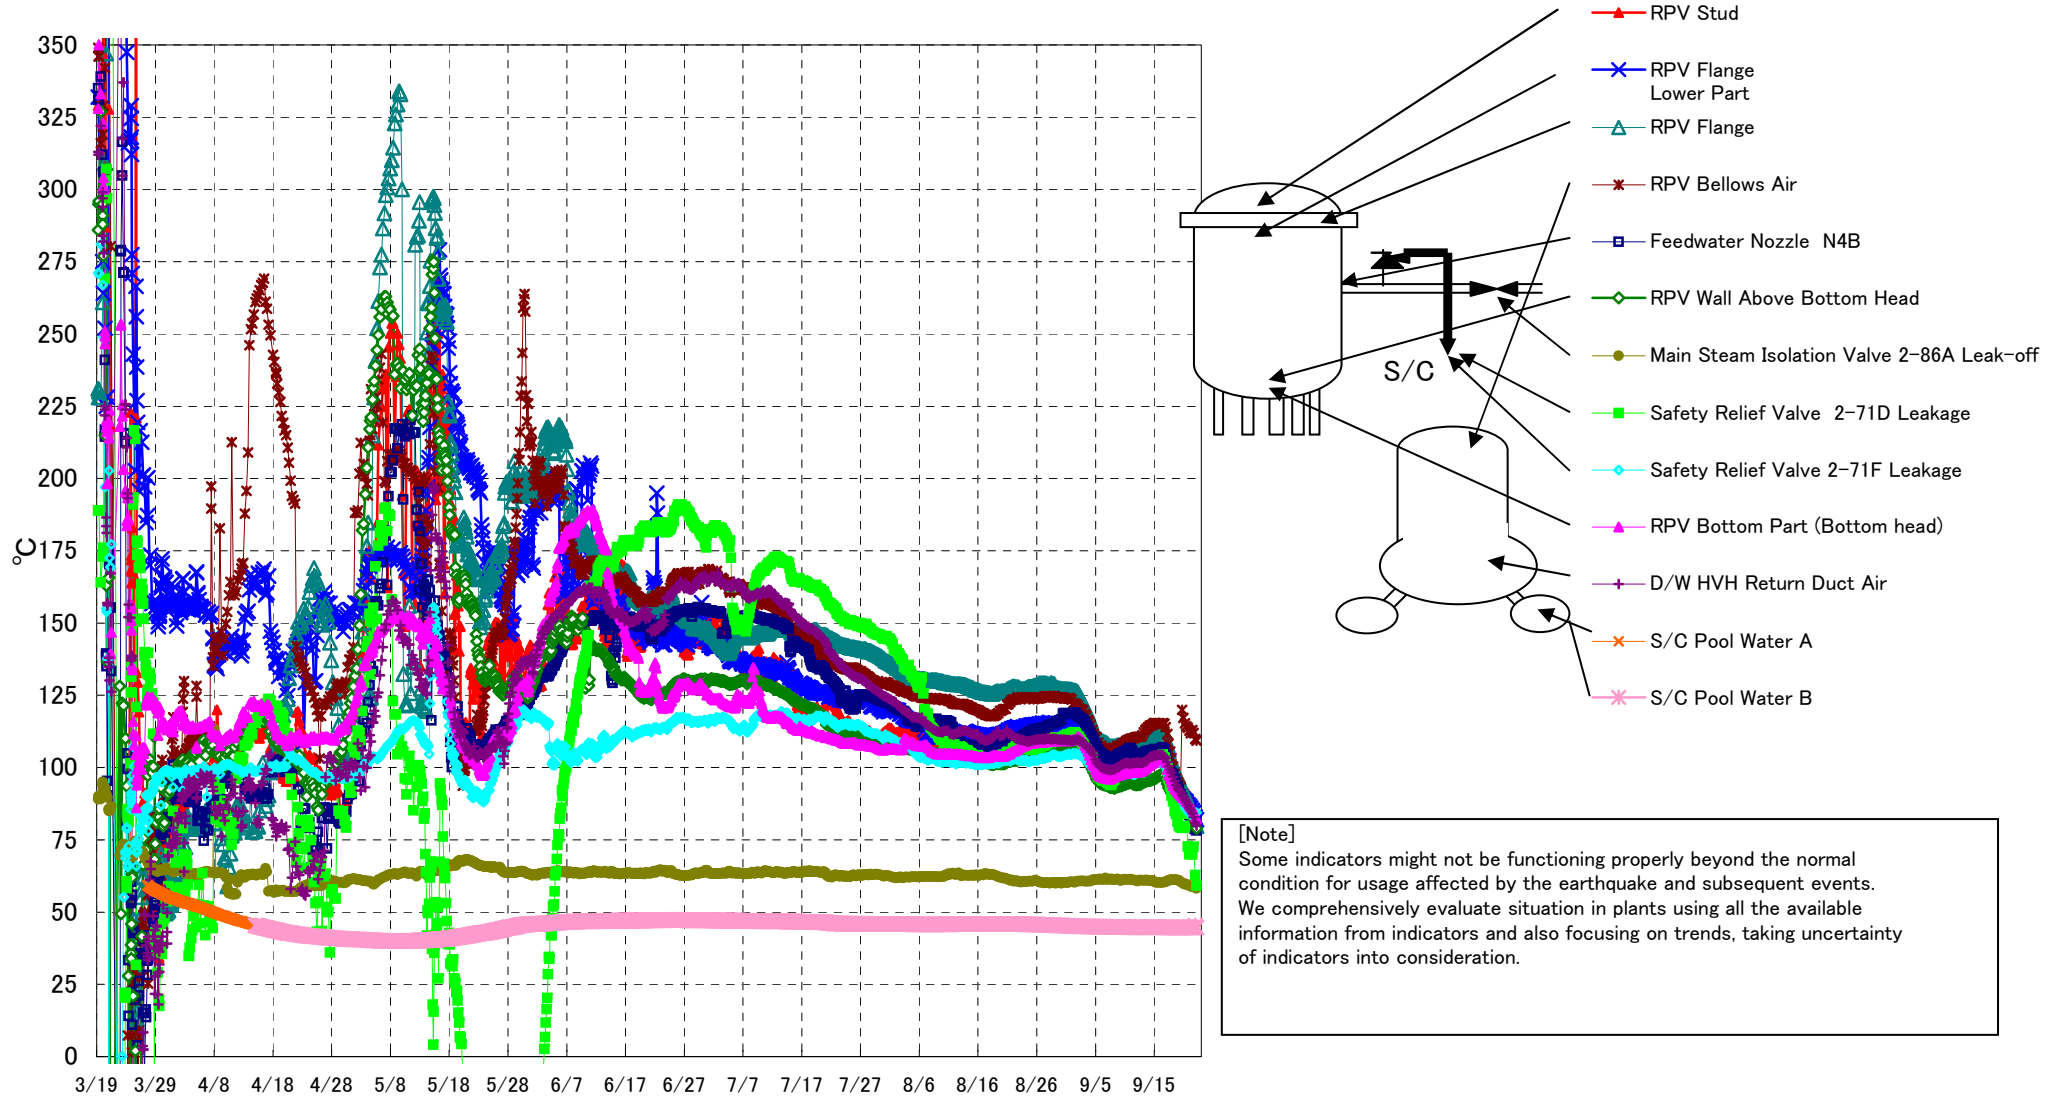 350
325
300
275
250
225
200
175
150
125
100
75
50
25
0
℃
3/19 3/29 4/8 4/18 4/28 5/8 5/18 5/28 6/7 6/17 6/27 7/7 7/17 7/27 8/6 8/16 8/26 9/5 9/15
RPV Stud
RPV Flange
Lower Part
RPV Flange
RPV Bellows Air
Feedwater Nozzle N4B
RPV Wall Above Bottom Head
Main Steam Isolation Valve 2-86A Leak-off
Safety Relief Valve 2-71D Leakage
Safety Relief Valve 2-71F Leakage
RPV Bottom Part (Bottom head)
D/W HVH Return Duct Air
S/C Pool Water A
S/C Pool Water B
S/C
[Note]
Some indicators might not be functioning properly beyond the normal
condition for usage affected by the earthquake and subsequent events.
We comprehensively evaluate situation in plants using all the available
information from indicators and also focusing on trends, taking uncertainty
of indicators into consideration.